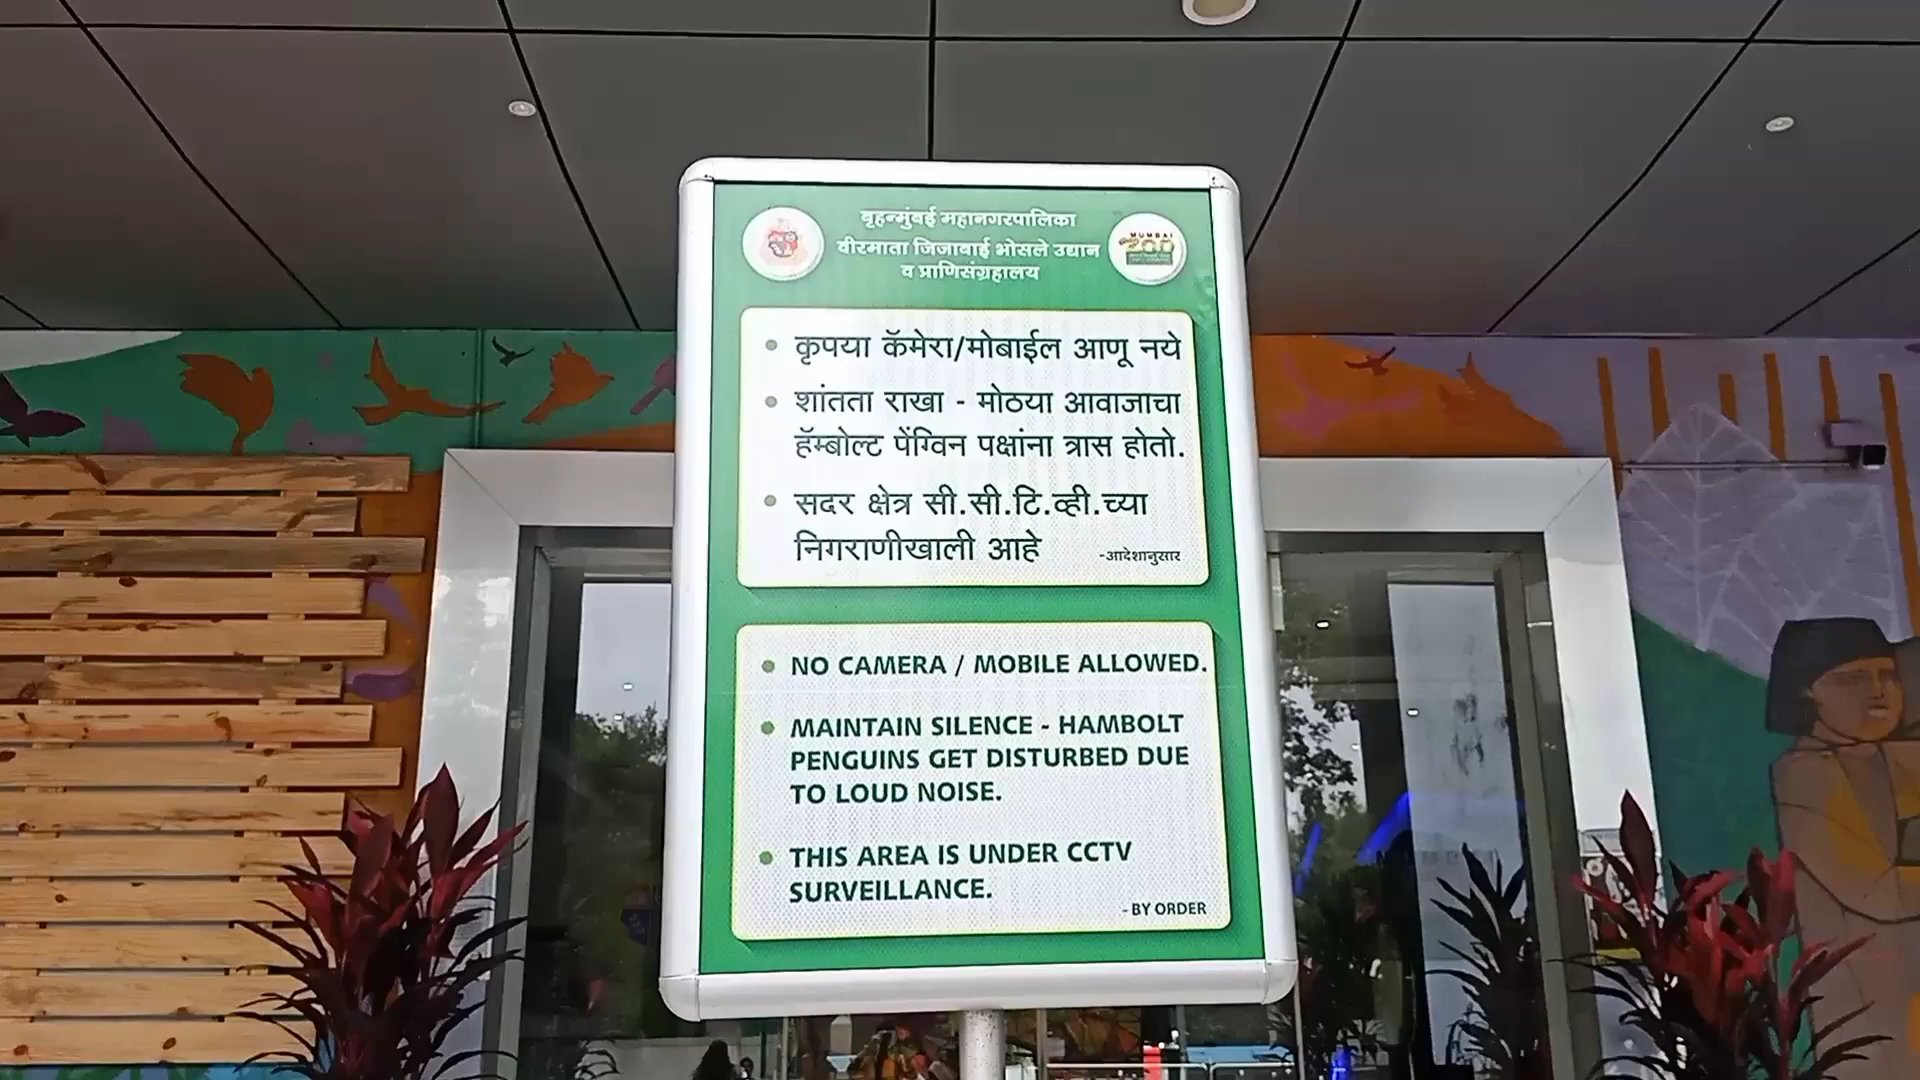 बृहन्मुंबई महानगरपालिका
वीरमाता जिजाबाई भोसले उद्यान
व प्राणिसंग्रहालय
MUMBAI
ZOO
• कृपया कॅमेरा/मोबाईल आणू नये
• शांतता राखा - मोठया आवाजाचा
हॅम्बोल्ट पेंग्विन पक्षांना त्रास होतो.
• सदर क्षेत्र सी.सी.टि.व्ही.च्या
निगराणीखाली आहे
-आदेशानुसार
• NO CAMERA / MOBILE ALLOWED.
• MAINTAIN SILENCE - HAMBOLT
PENGUINS GET DISTURBED DUE
TO LOUD NOISE.
• THIS AREA IS UNDER CCTV
SURVEILLANCE.
- BY ORDER